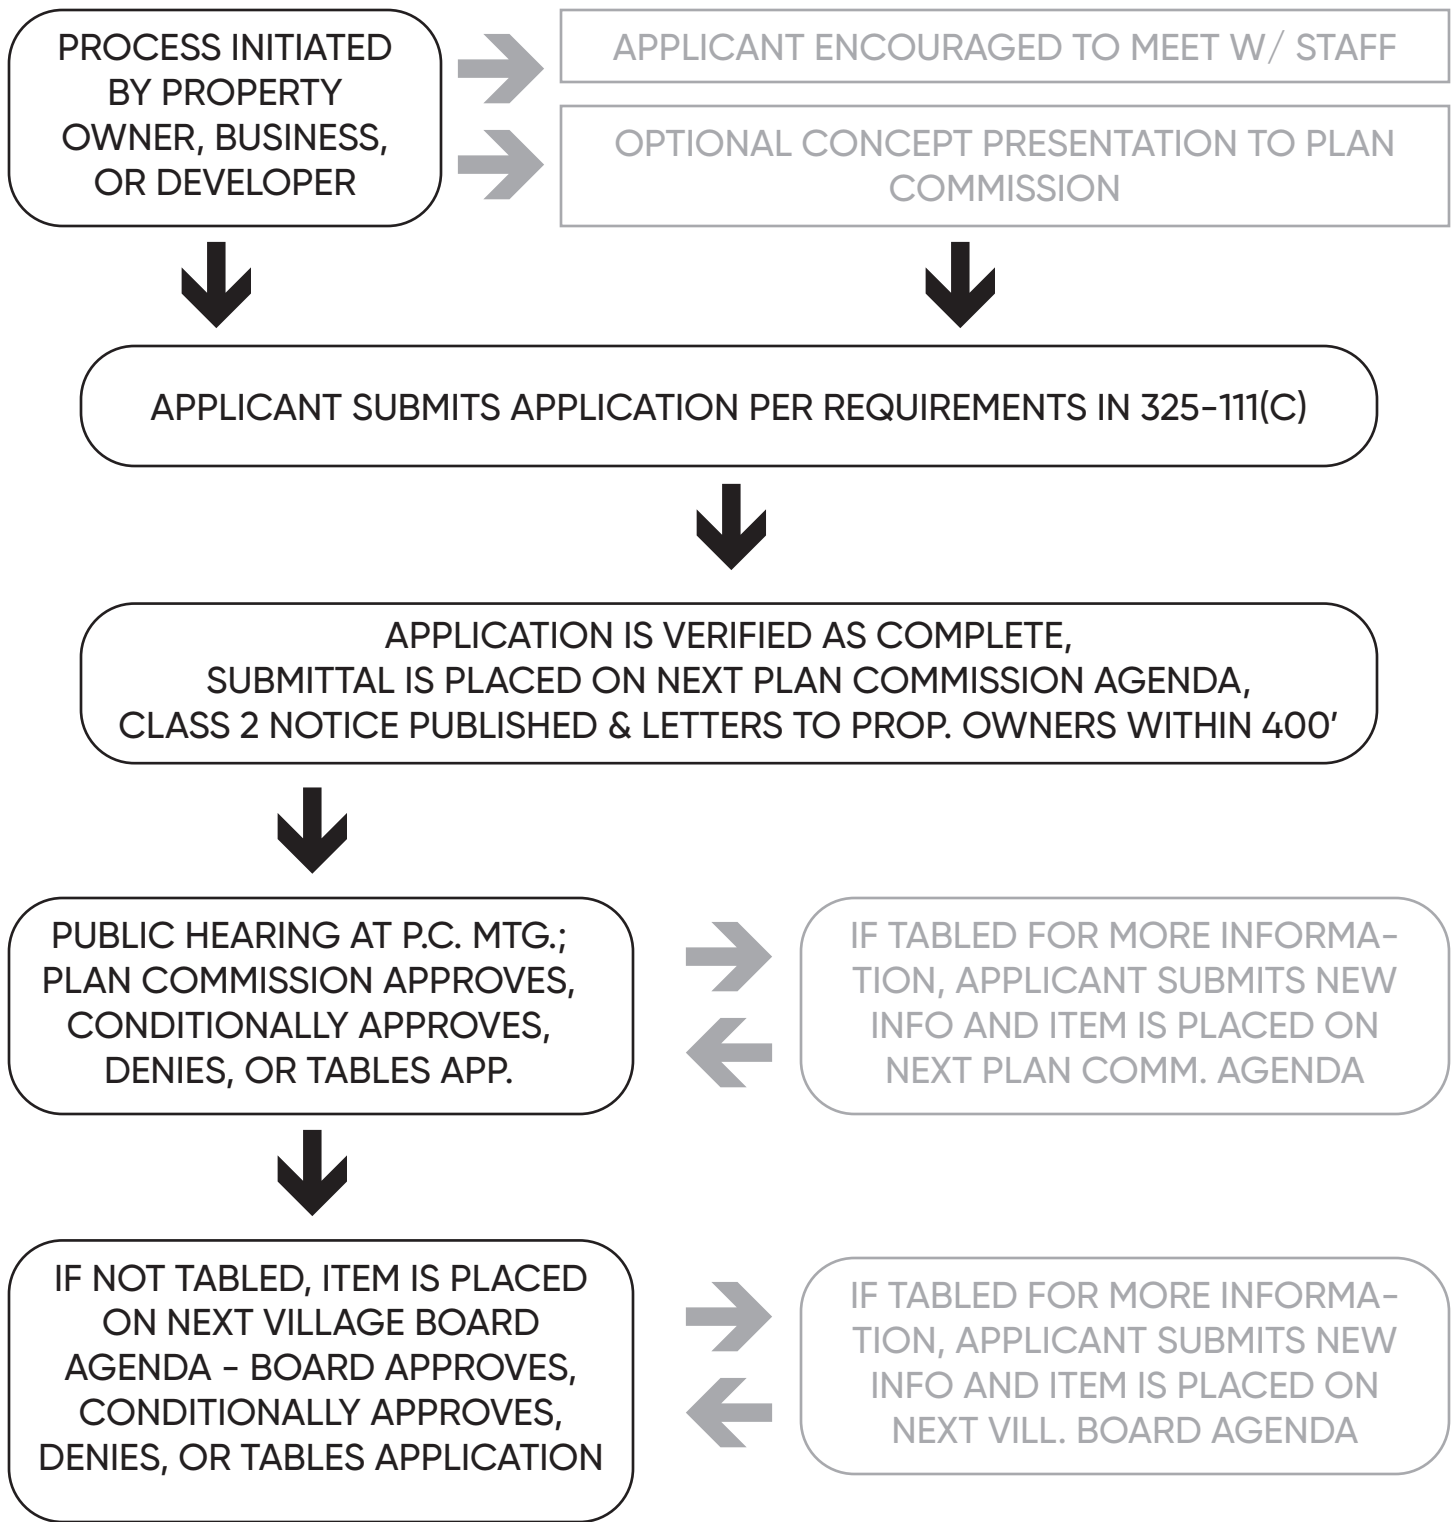 PROCESS INITIATED
BY PROPERTY
OWNER, BUSINESS,
OR DEVELOPER
APPLICANT ENCOURAGED TO MEET W/ STAFF
OPTIONAL CONCEPT PRESENTATION TO PLAN
COMMISSION
APPLICANT SUBMITS APPLICATION PER REQUIREMENTS IN 325-111(C)
APPLICATION IS VERIFIED AS COMPLETE,
SUBMITTAL IS PLACED ON NEXT PLAN COMMISSION AGENDA,
CLASS 2 NOTICE PUBLISHED & LETTERS TO PROP. OWNERS WITHIN 400'
PUBLIC HEARING AT P.C. MTG.;
PLAN COMMISSION APPROVES,
CONDITIONALLY APPROVES,
DENIES, OR TABLES APP.
IF TABLED FOR MORE INFORMA-
TION, APPLICANT SUBMITS NEW
INFO AND ITEM IS PLACED ON
NEXT PLAN COMM. AGENDA
IF NOT TABLED, ITEM IS PLACED
ON NEXT VILLAGE BOARD
AGENDA - BOARD APPROVES,
CONDITIONALLY APPROVES,
DENIES, OR TABLES APPLICATION
IF TABLED FOR MORE INFORMA-
TION, APPLICANT SUBMITS NEW
INFO AND ITEM IS PLACED ON
NEXT VILL. BOARD AGENDA